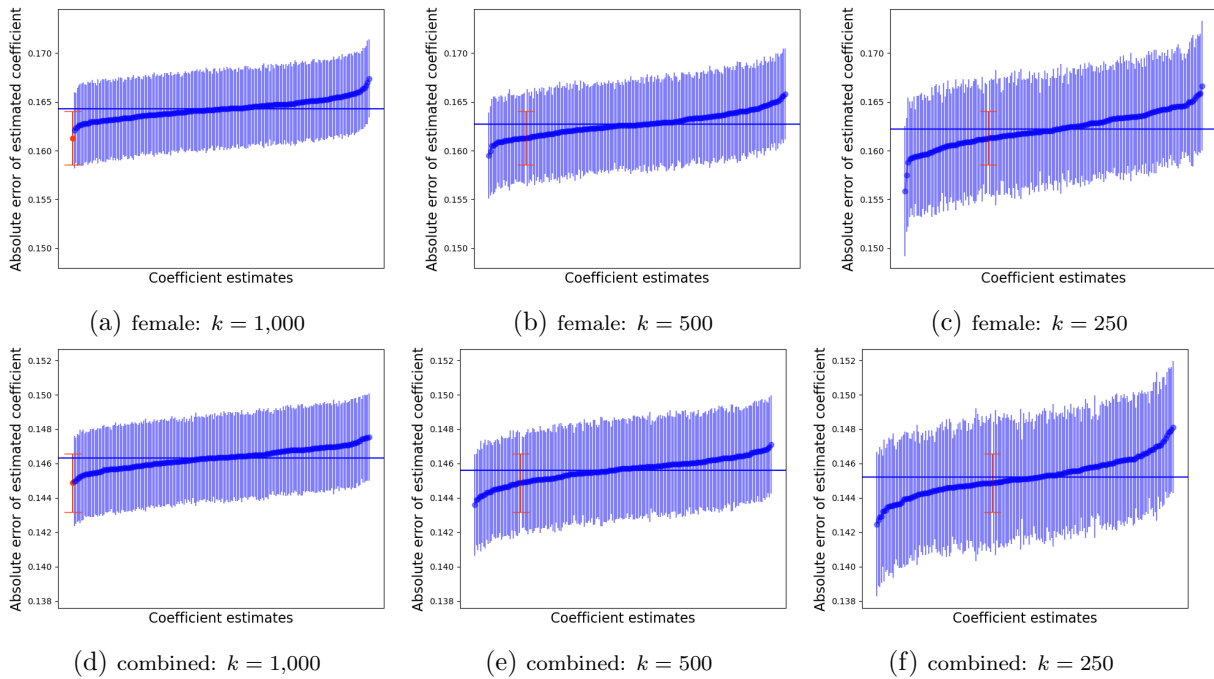 Absolute error of estimated coefficient
0.170
0.165
0.160
0.155
0.150
Coefficient estimates
(a) female: k = 1,000
Absolute error of estimated coefficient
0.170
0.165
0.160
0.155
0.150
Coefficient estimates
(b) female: k = 500
Absolute error of estimated coefficient
0.170
0.165
0.160
0.155
0.150
Coefficient estimates
(c) female: k = 250
Absolute error of estimated coefficient
0.152
0.150
0.148
0.146
0.144
0.142
0.140
0.138
Coefficient estimates
(d) combined: k = 1,000
Absolute error of estimated coefficient
0.152
0.150
0.148
0.146
0.144
0.142
0.140
0.138
Coefficient estimates
(e) combined: k = 500
Absolute error of estimated coefficient
0.152
0.150
0.148
0.146
0.144
0.142
0.140
0.138
Coefficient estimates
(f) combined: k = 250